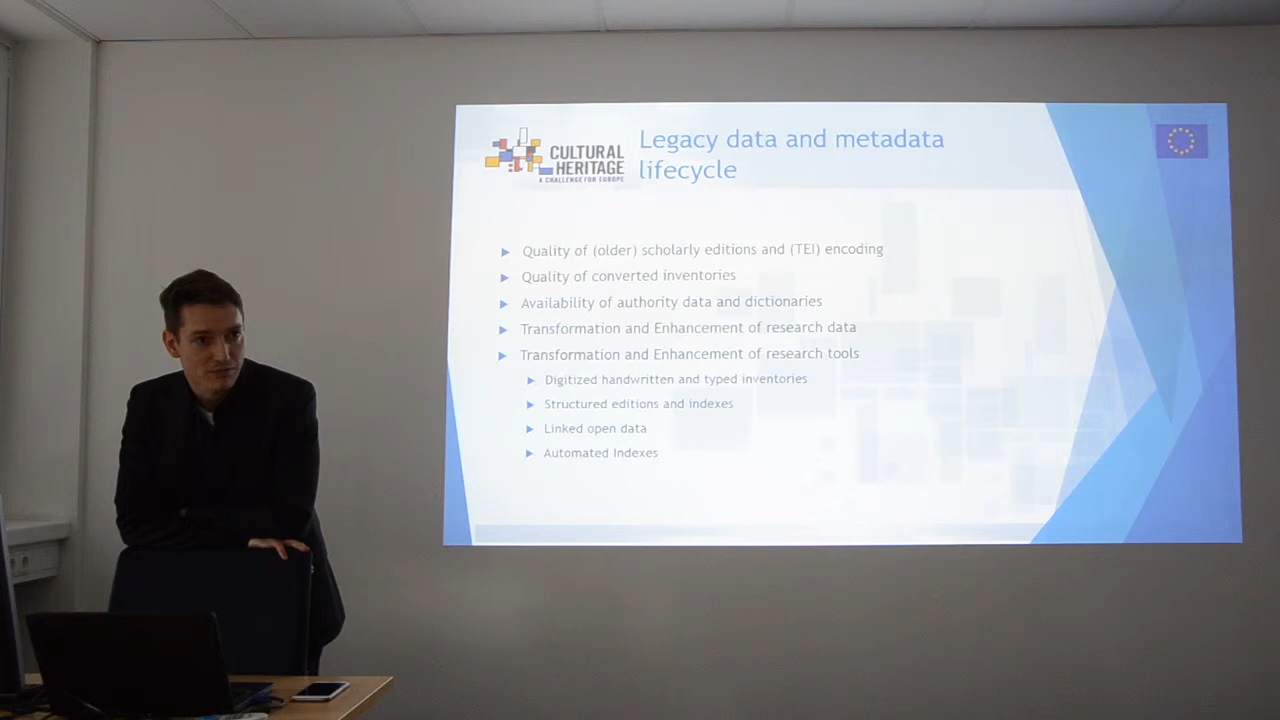 CULTURAL
HERITAGE
A CHALLENGE FOR EUROPE
Legacy data and metadata
lifecycle
Quality of (older) scholarly editions and (TEI) encoding
Quality of converted inventories
Availability of authority data and dictionaries
Transformation and Enhancement of research data
Transformation and Enhancement of research tools
Digitized handwritten and typed inventories
Structured editions and indexes
Linked open data
Automated Indexes